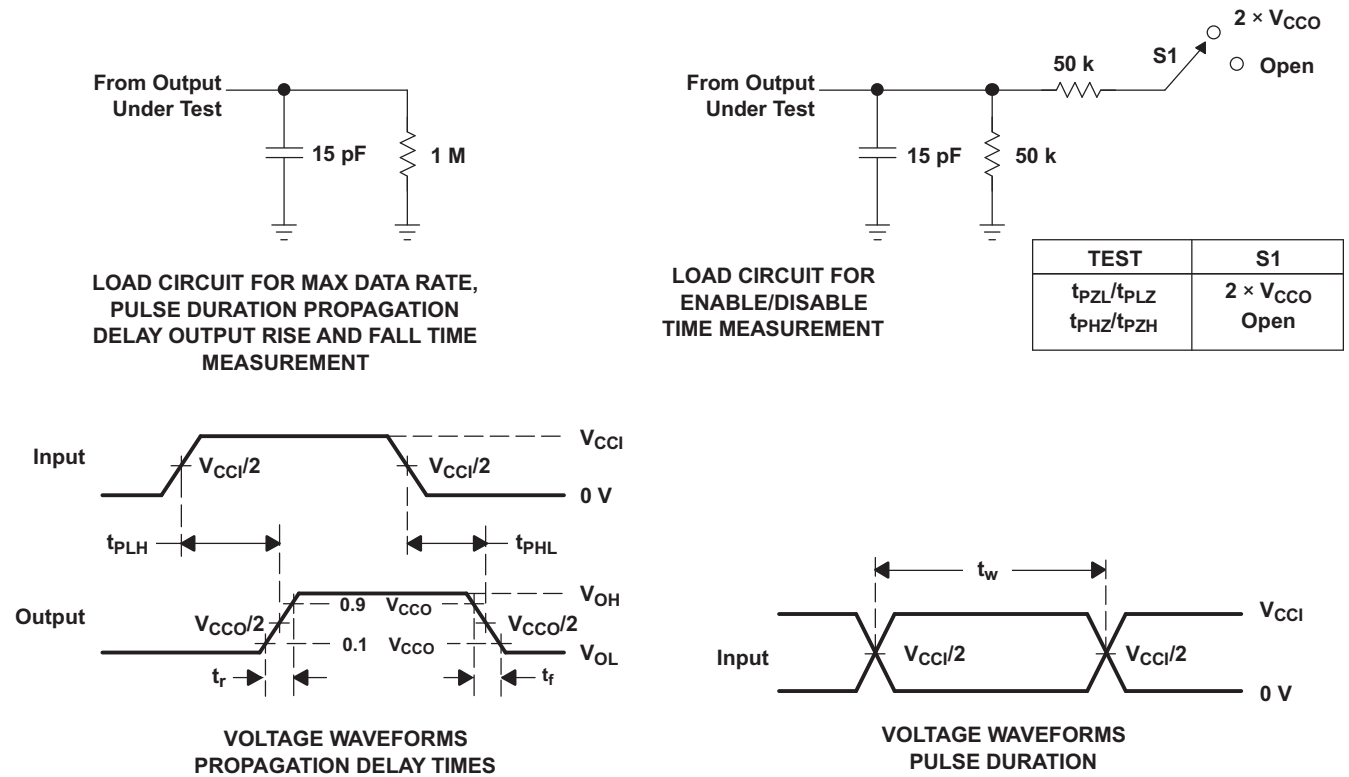 From Output
Under Test
15 pF
1 M
LOAD CIRCUIT FOR MAX DATA RATE,
PULSE DURATION PROPAGATION
DELAY OUTPUT RISE AND FALL TIME
MEASUREMENT
From Output
Under Test
15 pF
50 k
50 k
S1
2 × VCCO
Open
LOAD CIRCUIT FOR
ENABLE/DISABLE
TIME MEASUREMENT
TEST S1
tPZL/tPLZ 2 × VCCO
tPHZ/tPZH Open
Input
VCCI/2
VCCI/2
VCCI
0 V
tPLH
tPHL
Output
VCCO/2
0.9 VCCO
0.1 VCCO
VCCO/2
VOH
VOL
tr
tf
VOLTAGE WAVEFORMS
PROPAGATION DELAY TIMES
tw
Input
VCCI/2
VCCI/2
VCCI
0 V
VOLTAGE WAVEFORMS
PULSE DURATION